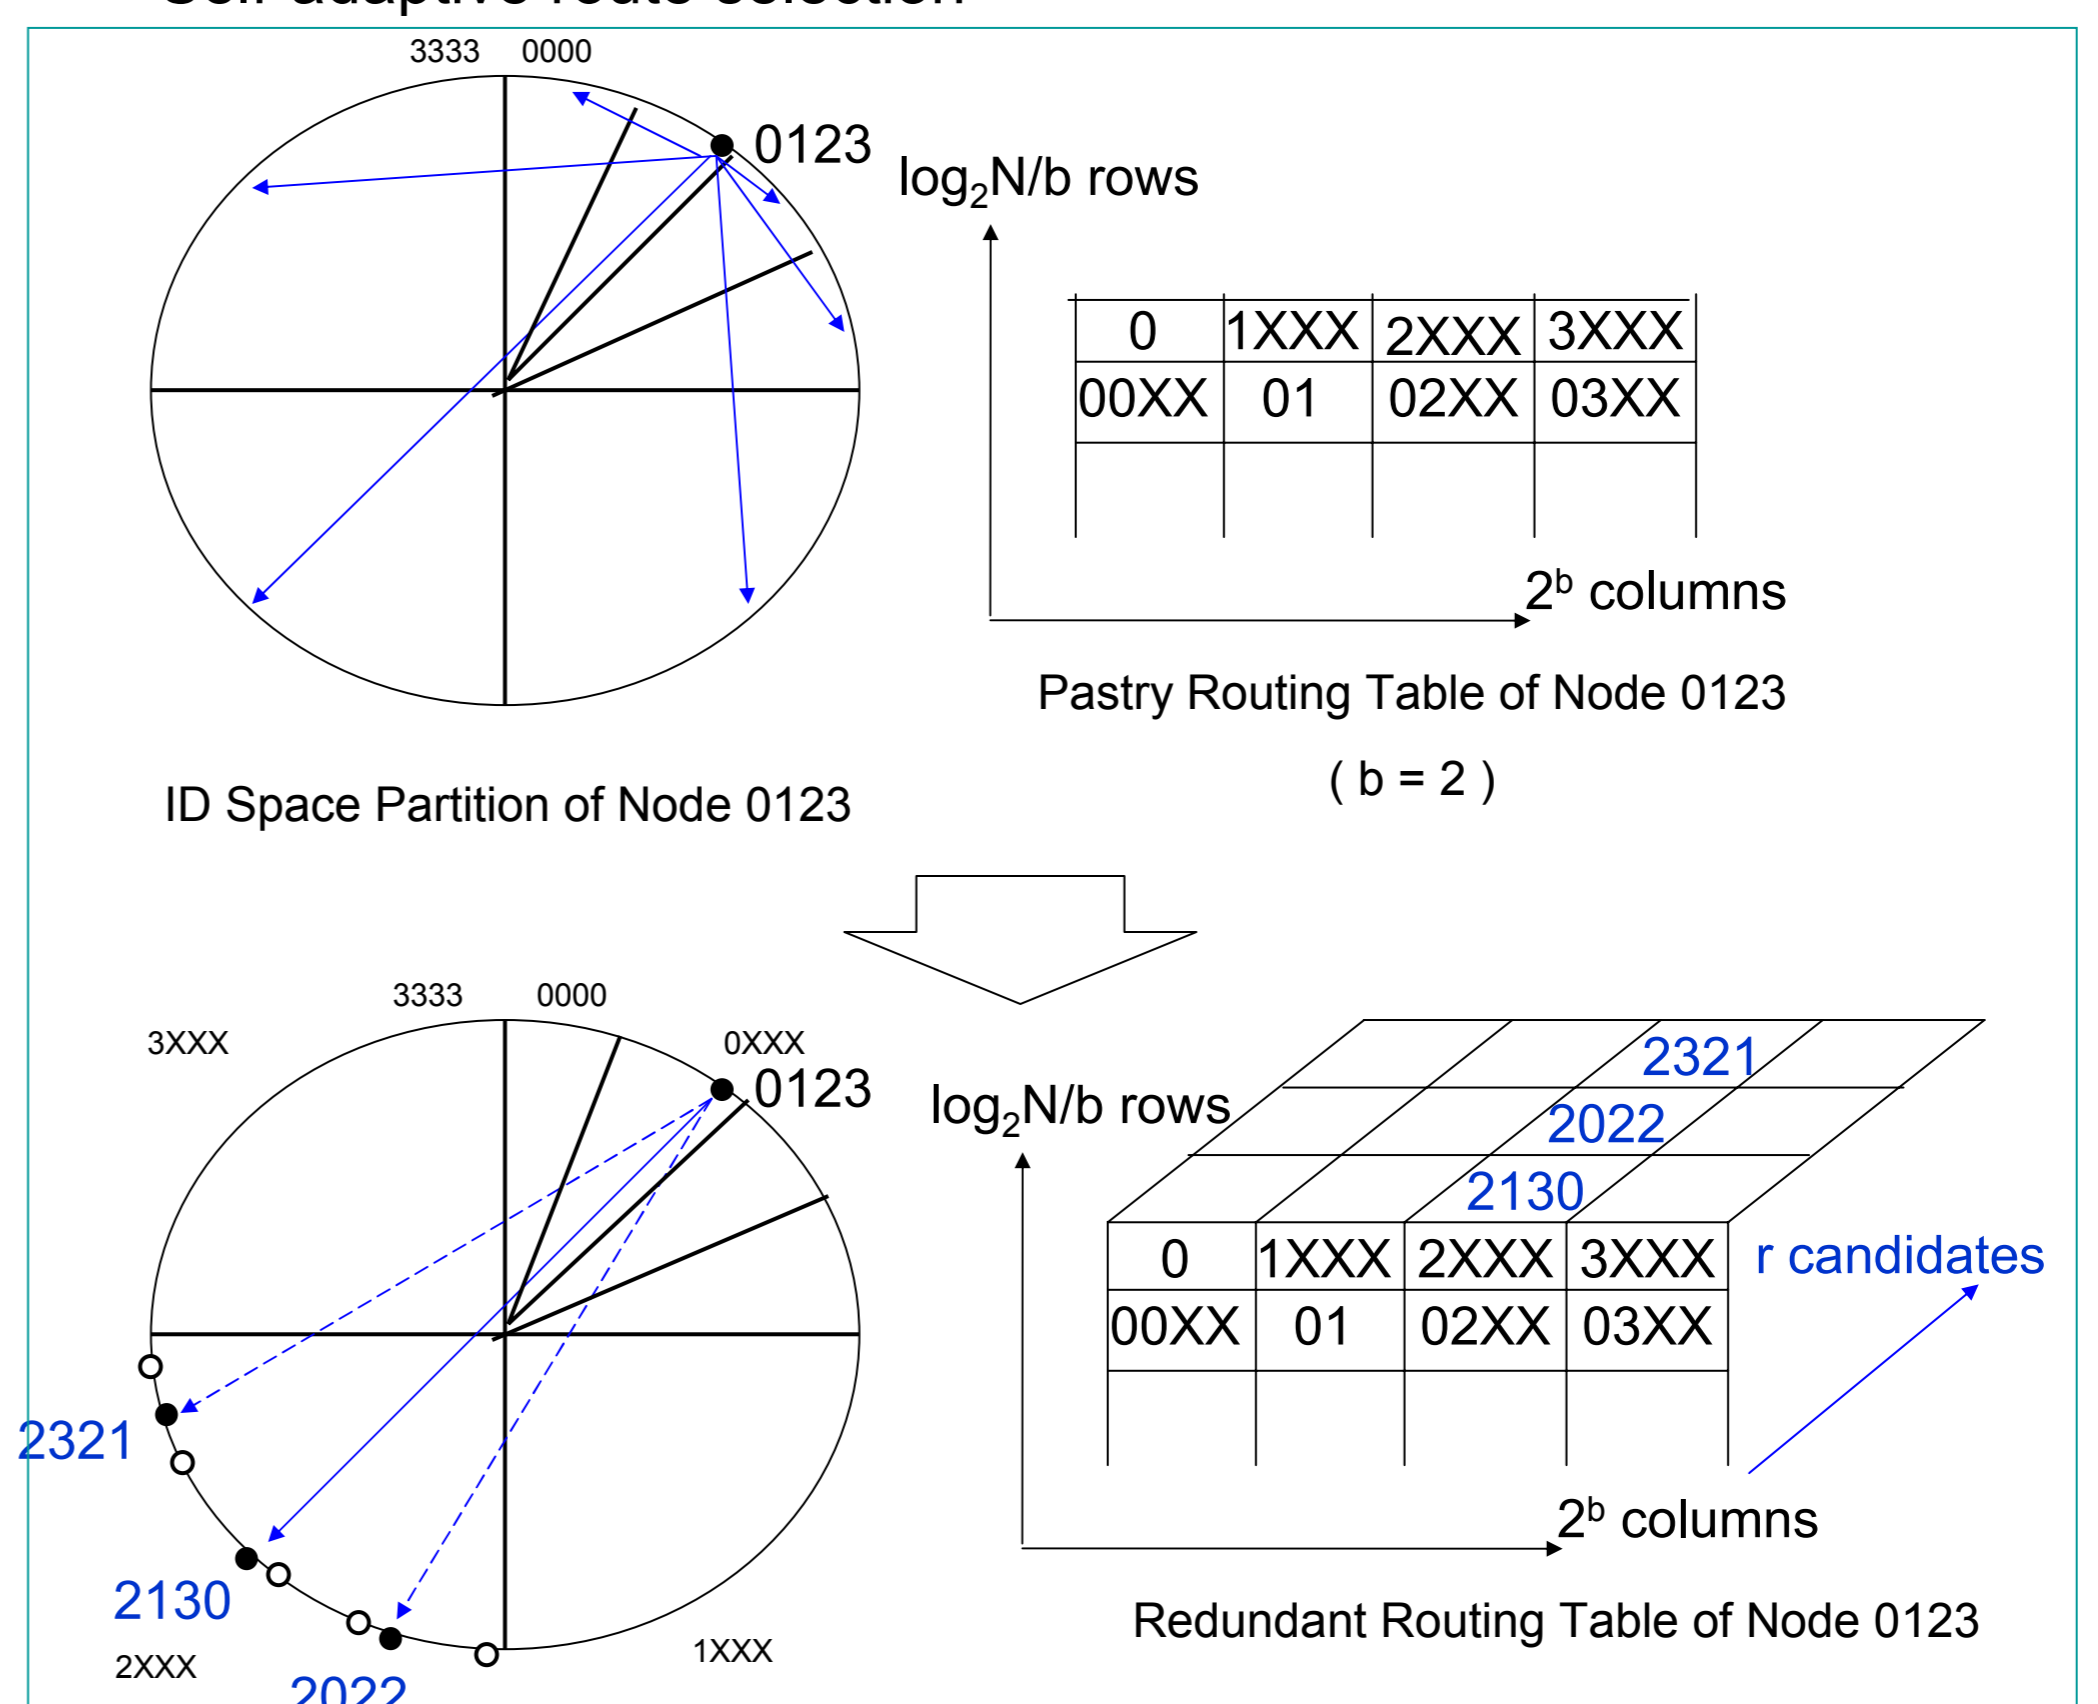 3333 0000
0123
log₂N/b rows
0 1XXX 2XXX 3XXX
00XX 01 02XX 03XX
2ᵇ columns
Pastry Routing Table of Node 0123
( b = 2 )
ID Space Partition of Node 0123
3333 0000
3XXX 0XXX
0123
2321
2130
2XXX
2022
1XXX
log₂N/b rows
2321
2022
2130
0 1XXX 2XXX 3XXX
00XX 01 02XX 03XX
r candidates
2ᵇ columns
Redundant Routing Table of Node 0123